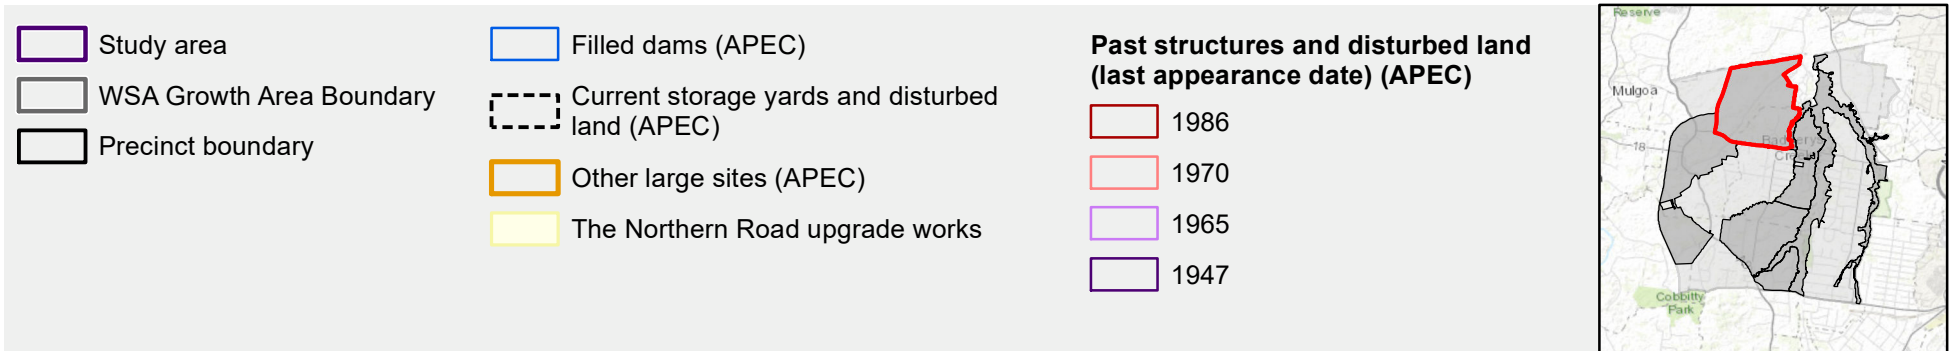 Study area
WSA Growth Area Boundary
Precinct boundary
Filled dams (APEC)
Current storage yards and disturbed
land (APEC)
Other large sites (APEC)
The Northern Road upgrade works
Past structures and disturbed land
(last appearance date) (APEC)
1986
1970
1965
1947
Reserve
Mulgoa
18
Badgerys
Creek
Cobbitty
Park